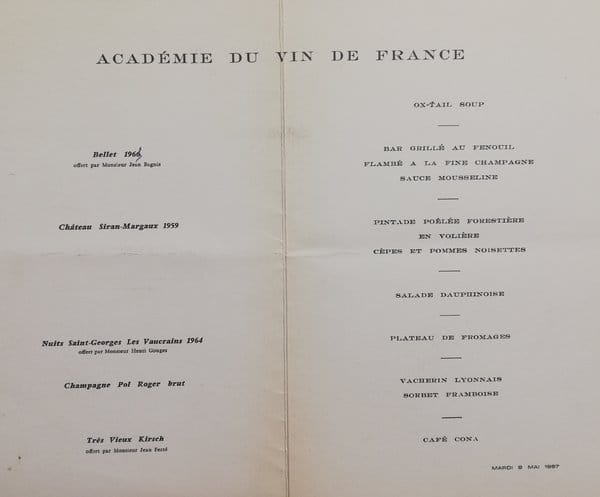 ACADÉMIE DU VIN DE FRANCE
Bellet 1966
offert par Monsieur Jean Bagnis
Château Siran-Margaux 1959
Nuits Saint-Georges Les Vaucrains 1964
offert par Monsieur Henri Gouges
Champagne Pol Roger brut
Très Vieux Kirsch
offert par Monsieur Jean Ferté
OX-TAIL SOUP
BAR GRILLÉ AU FENOUIL
FLAMBÉ A LA FINE CHAMPAGNE
SAUCE MOUSSELINE
PINTADE POÊLÉE FORESTIÈRE
EN VOLIÈRE
CÈPES ET POMMES NOISETTES
SALADE DAUPHINOISE
PLATEAU DE FROMAGES
VACHERIN LYONNAIS
SORBET FRAMBOISE
CAFÉ CONA
MARDI 9 MAI 1967